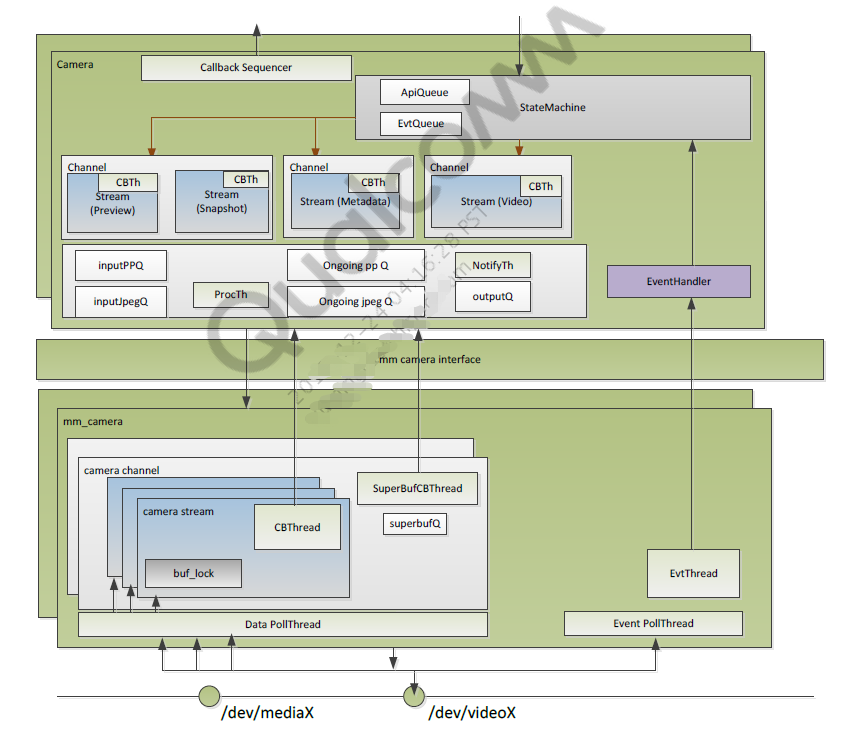 Camera
Callback Sequencer
ApiQueue
StateMachine
EvtQueue
Channel
CBTh
Stream
(Preview)
CBTh
Stream
(Snapshot)
Channel
CBTh
Stream (Metadata)
Channel
CBTh
Stream (Video)
inputPPQ
Ongoing pp Q
NotifyTh
inputJpegQ
ProcTh
Ongoing jpeg Q
outputQ
EventHandler
mm camera interface
mm_camera
camera channel
SuperBufCBThread
camera stream
CBThread
superbufQ
buf_lock
EvtThread
Data PollThread
Event PollThread
/dev/mediaX
/dev/videoX
Qualcomm
04:16:28 PST